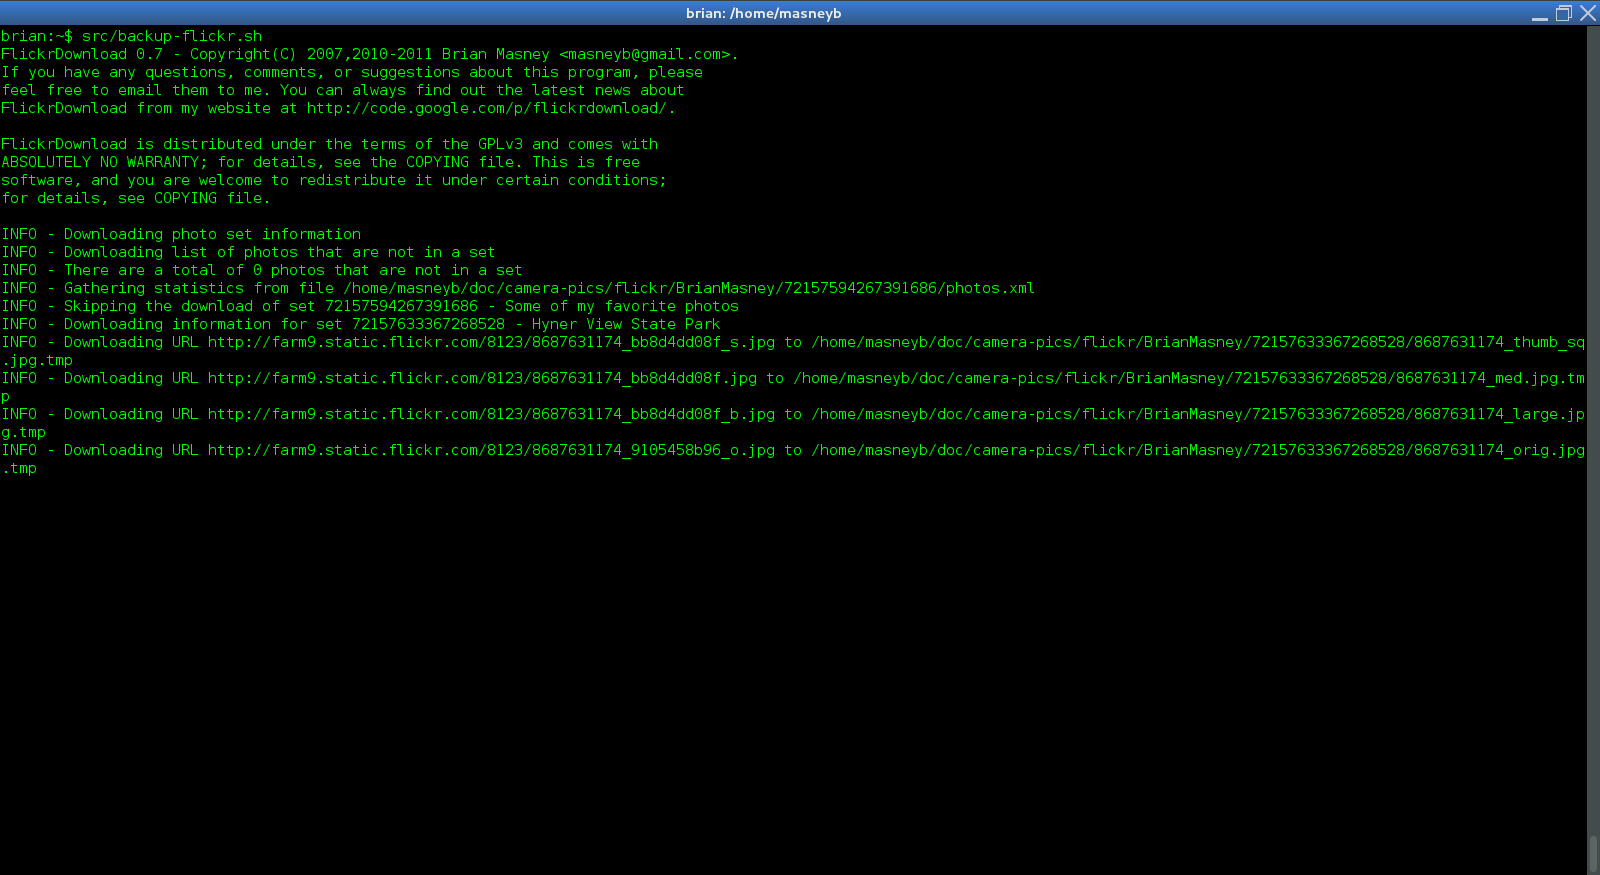 brian: /home/masneyb
brian:~$ src/backup-flickr.sh
FlickrDownload 0.7 - Copyright(C) 2007,2010-2011 Brian Masney <masneyb@gmail.com>.
If you have any questions, comments, or suggestions about this program, please
feel free to email them to me. You can always find out the latest news about
FlickrDownload from my website at http://code.google.com/p/flickrdownload/.
FlickrDownload is distributed under the terms of the GPLv3 and comes with
ABSOLUTELY NO WARRANTY; for details, see the COPYING file. This is free
software, and you are welcome to redistribute it under certain conditions;
for details, see COPYING file.
INFO - Downloading photo set information
INFO - Downloading list of photos that are not in a set
INFO - There are a total of 0 photos that are not in a set
INFO - Gathering statistics from file /home/masneyb/doc/camera-pics/flickr/BrianMasney/72157594267391686/photos.xml
INFO - Skipping the download of set 72157594267391686 - Some of my favorite photos
INFO - Downloading information for set 72157633367268528 - Hyner View State Park
INFO - Downloading URL http://farm9.static.flickr.com/8123/8687631174_bb8d4dd08f_s.jpg to /home/masneyb/doc/camera-pics/flickr/BrianMasney/72157633367268528/8687631174_thumb_sq
.jpg.tmp
INFO - Downloading URL http://farm9.static.flickr.com/8123/8687631174_bb8d4dd08f.jpg to /home/masneyb/doc/camera-pics/flickr/BrianMasney/72157633367268528/8687631174_med.jpg.tm
p
INFO - Downloading URL http://farm9.static.flickr.com/8123/8687631174_bb8d4dd08f_b.jpg to /home/masneyb/doc/camera-pics/flickr/BrianMasney/72157633367268528/8687631174_large.jp
g.tmp
INFO - Downloading URL http://farm9.static.flickr.com/8123/8687631174_9105458b96_o.jpg to /home/masneyb/doc/camera-pics/flickr/BrianMasney/72157633367268528/8687631174_orig.jpg
.tmp